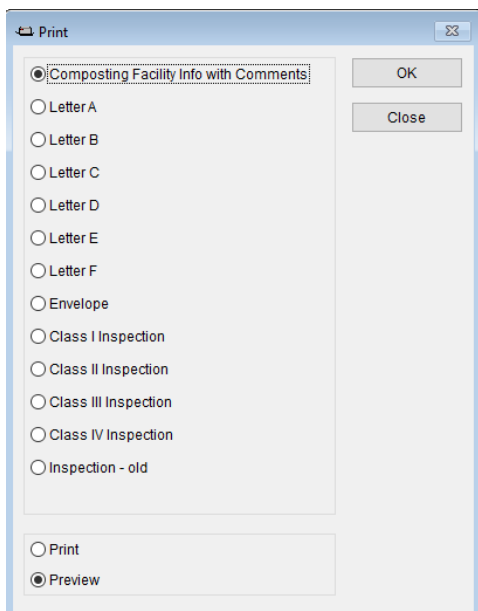 Print
Composting Facility Info with Comments
OK
Letter A
Close
Letter B
Letter C
Letter D
Letter E
Letter F
Envelope
Class I Inspection
Class II Inspection
Class III Inspection
Class IV Inspection
Inspection - old
Print
Preview